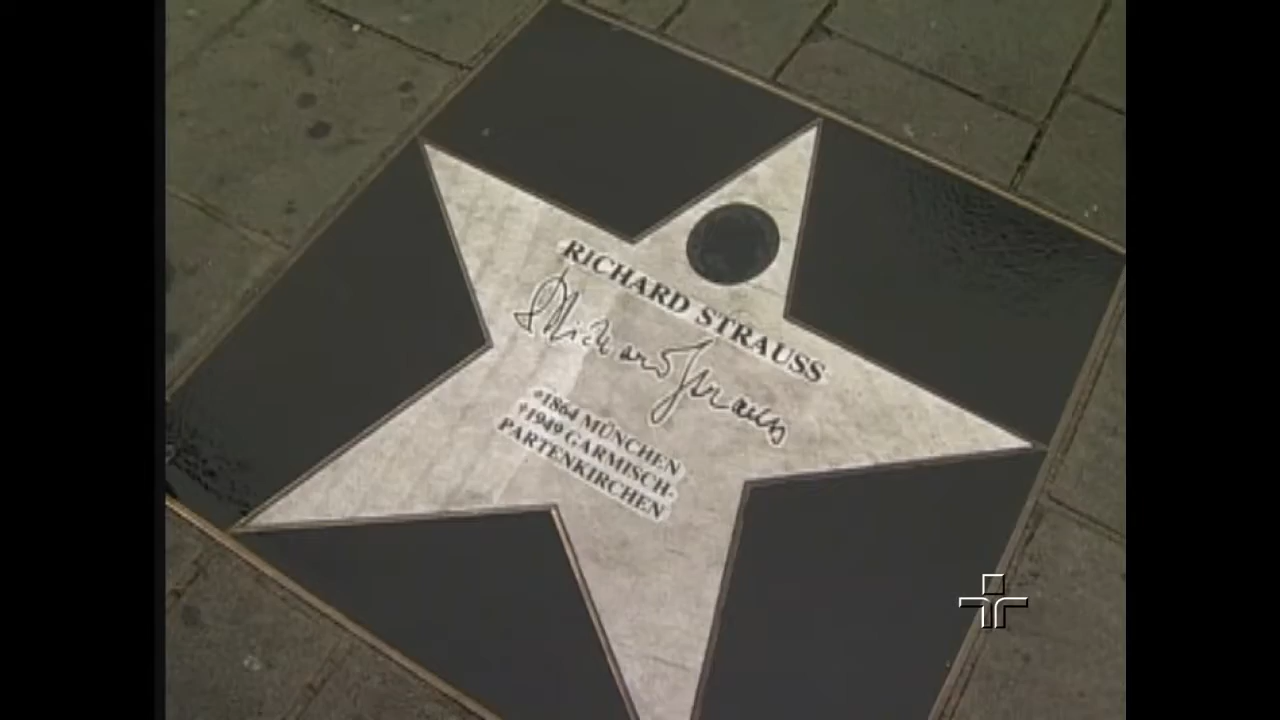 RICHARD STRAUSS
Richard Strauss
*1864 MÜNCHEN
†1949 GARMISCH-
PARTENKIRCHEN